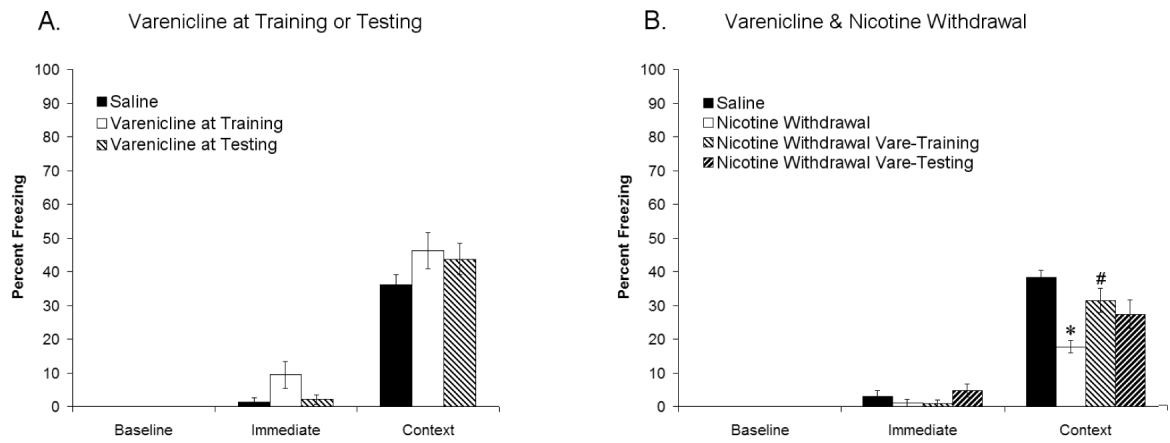 A. Varenicline at Training or Testing
Percent Freezing
100
90
80
70
60
50
40
30
20
10
0
Saline
Varenicline at Training
Varenicline at Testing
Baseline Immediate Context
B. Varenicline & Nicotine Withdrawal
Percent Freezing
100
90
80
70
60
50
40
30
20
10
0
Saline
Nicotine Withdrawal
Nicotine Withdrawal Vare-Training
Nicotine Withdrawal Vare-Testing
#
*
Baseline Immediate Context